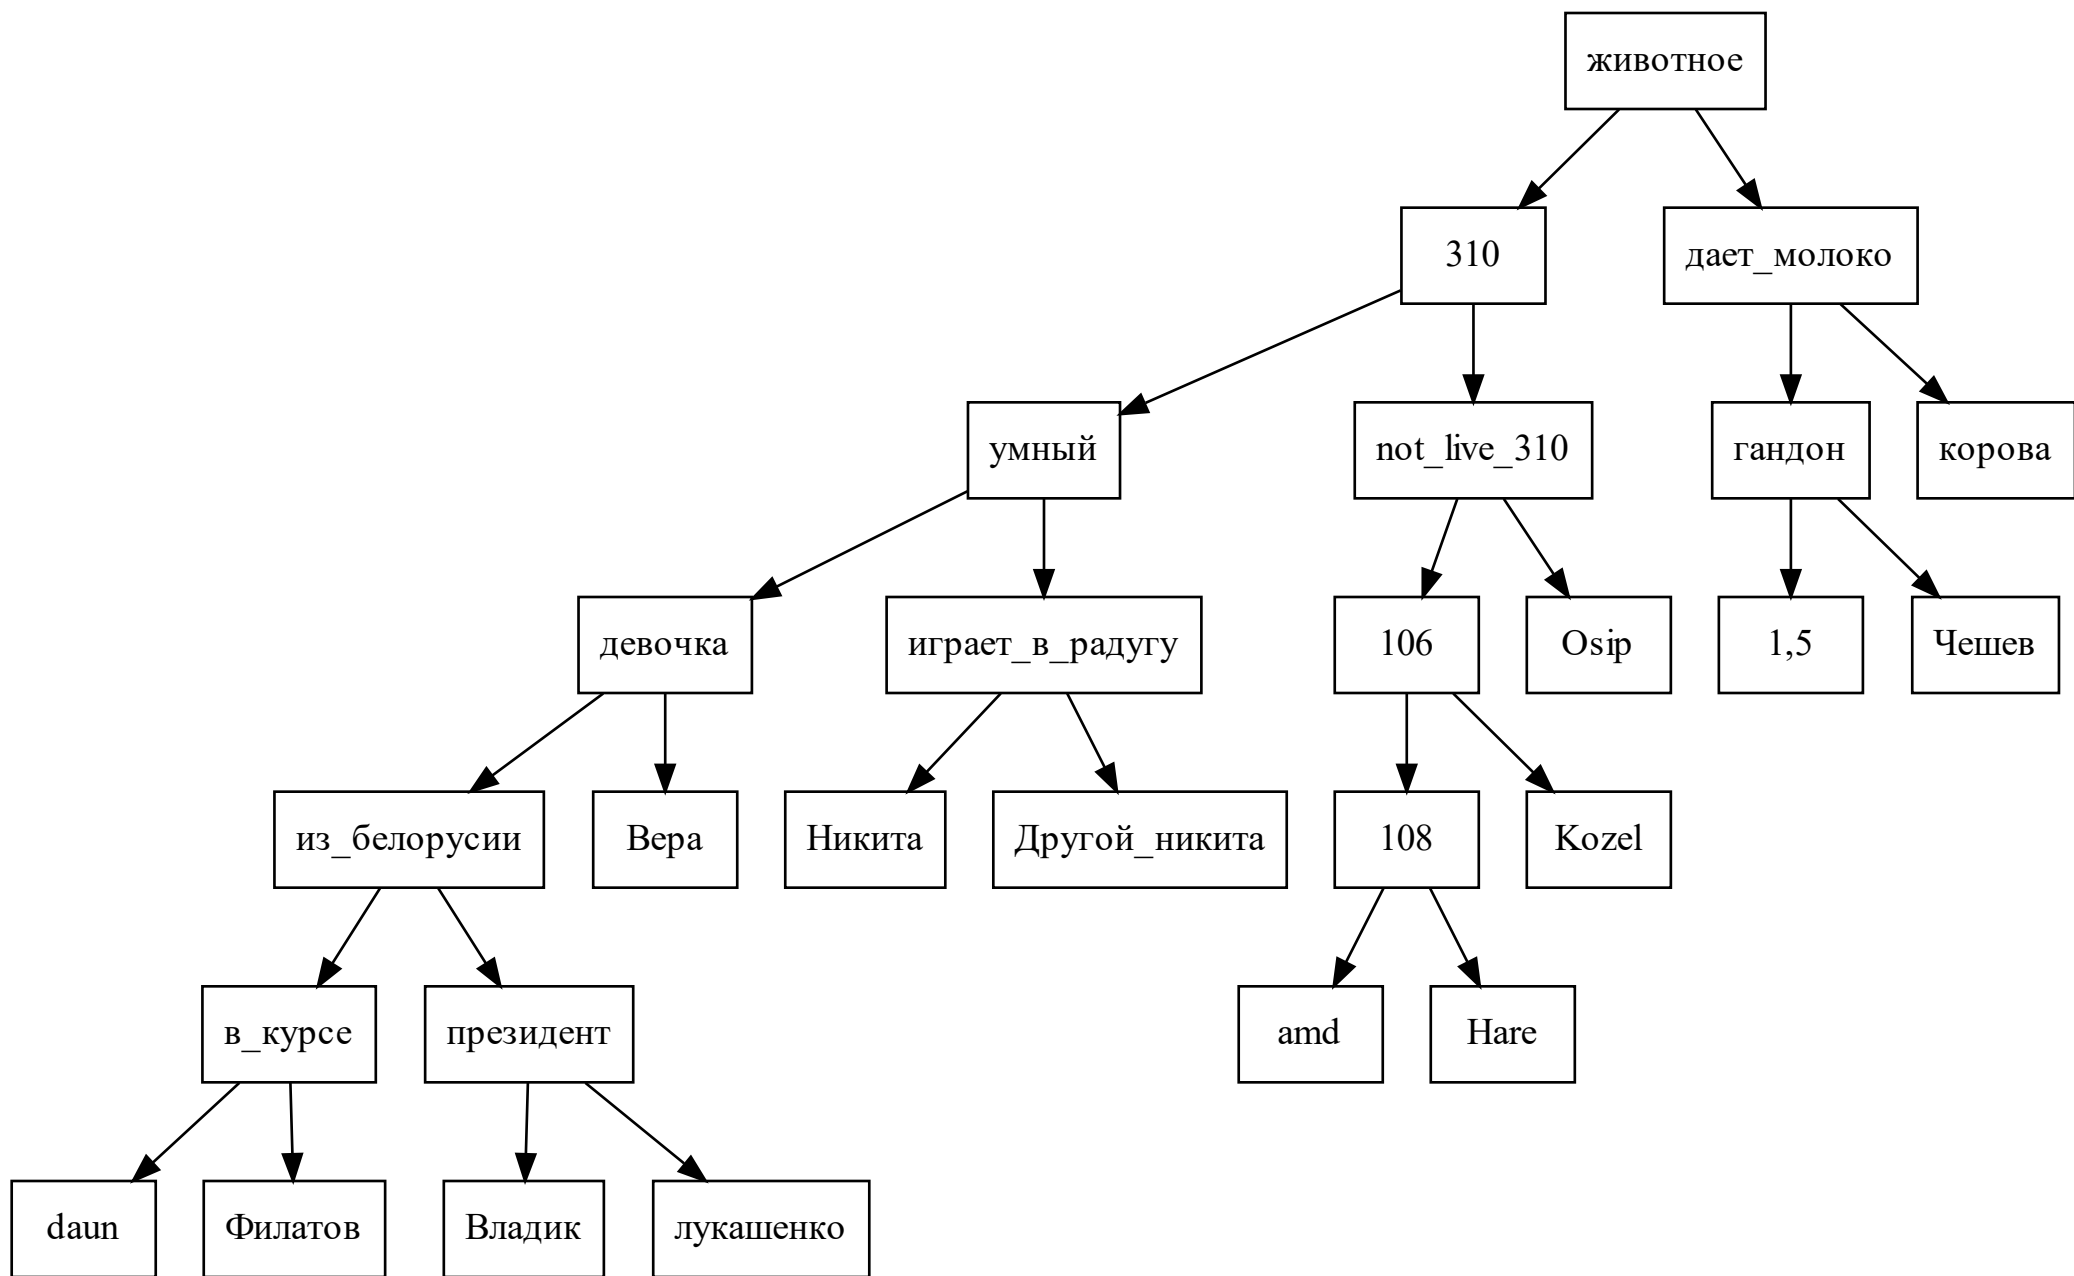 животное
310
дает_молоко
умный
not_live_310
гандон
корова
девочка
играет_в_радугу
106
Osip
1,5
Чешев
из_белорусии
Вера
Никита
Другой_никита
108
Kozel
в_курсе
президент
amd
Hare
daun
Филатов
Владик
лукашенко